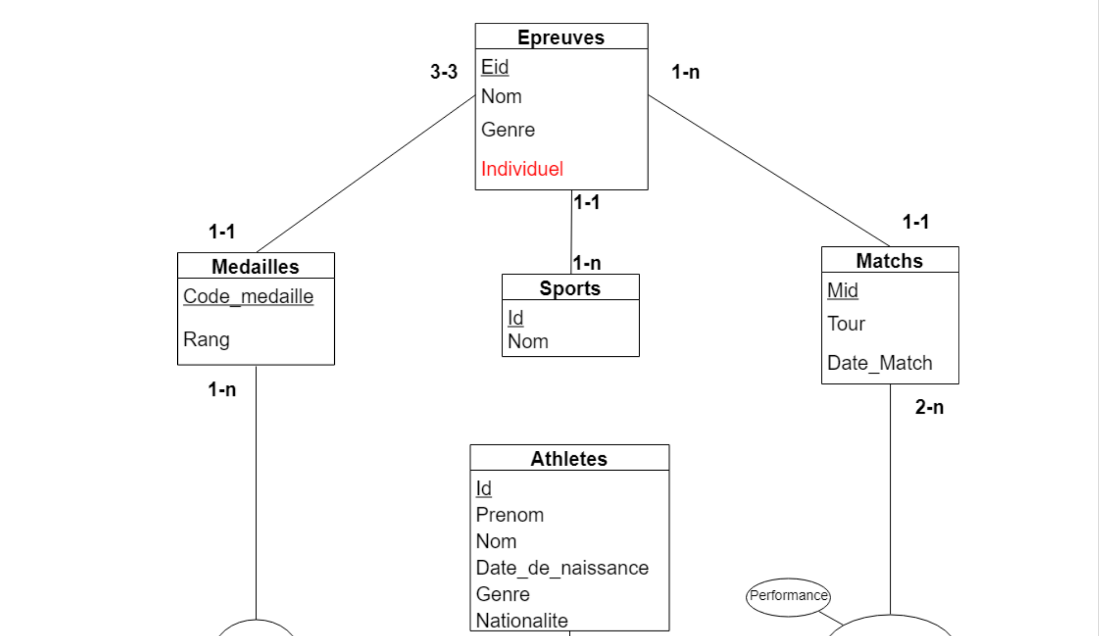 Epreuves
3-3
Eid
1-n
Nom
Genre
Individuel
1-1
1-1
1-1
Medailles
1-n
Matchs
Code_medaille
Sports
Mid
Rang
Id
Tour
Nom
Date_Match
1-n
2-n
Athletes
Id
Prenom
Nom
Date_de_naissance
Genre
Performance
Nationalite